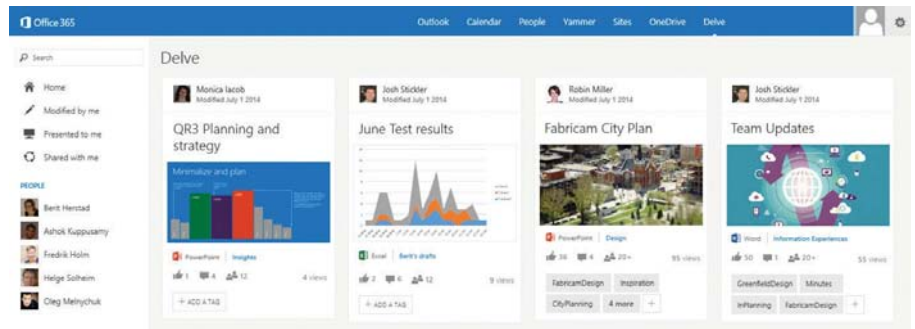 Office 365
Outlook Calendar People Yammer Sites OneDrive Delve
Search
Home
Modified by me
Presented to me
Shared with me
PEOPLE
Berit Herstad
Ashok Kuppusamy
Fredrik Holm
Helge Solheim
Oleg Melnychuk
Delve
Monica Iacob
Modified July 1 2014
QR3 Planning and
strategy
Minimalize and plan
PowerPoint Insights
1 4 12 4 views
+ ADD A TAG
Josh Stickler
Modified July 1 2014
June Test results
Excel Berit's drafts
2 6 12 9 views
+ ADD A TAG
Robin Miller
Modified July 1 2014
Fabricam City Plan
PowerPoint Design
36 4 20+ 95 views
FabricamDesign Inspiration
CityPlanning 4 more +
Josh Stickler
Modified July 1 2014
Team Updates
Word Information Experiences
50 1 20+ 55 views
GreenfieldDesign Minutes
InPlanning FabricamDesign +